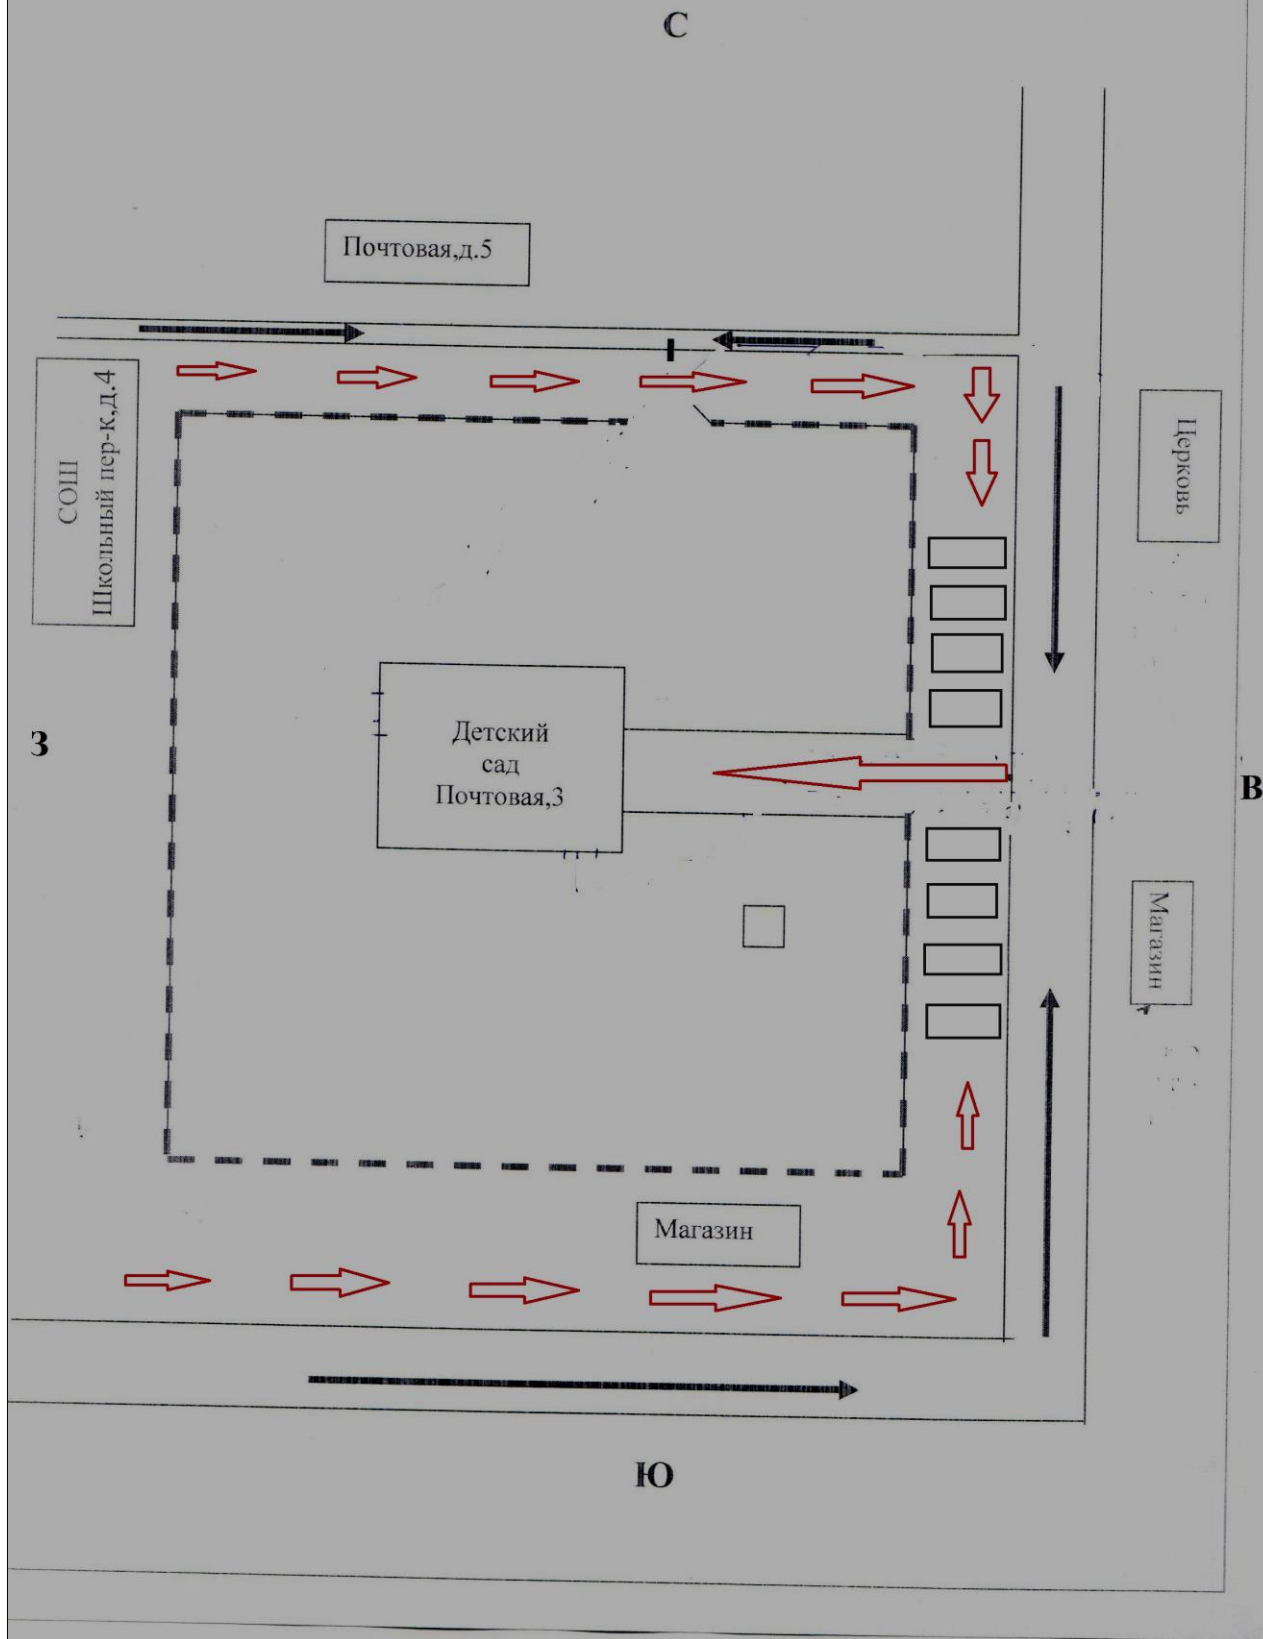 С
Почтовая,д.5
СОШ
Школьный пер-к,д.4
Церковь
Детский
сад
Почтовая,3
З
В
Магазин
Магазин
Ю